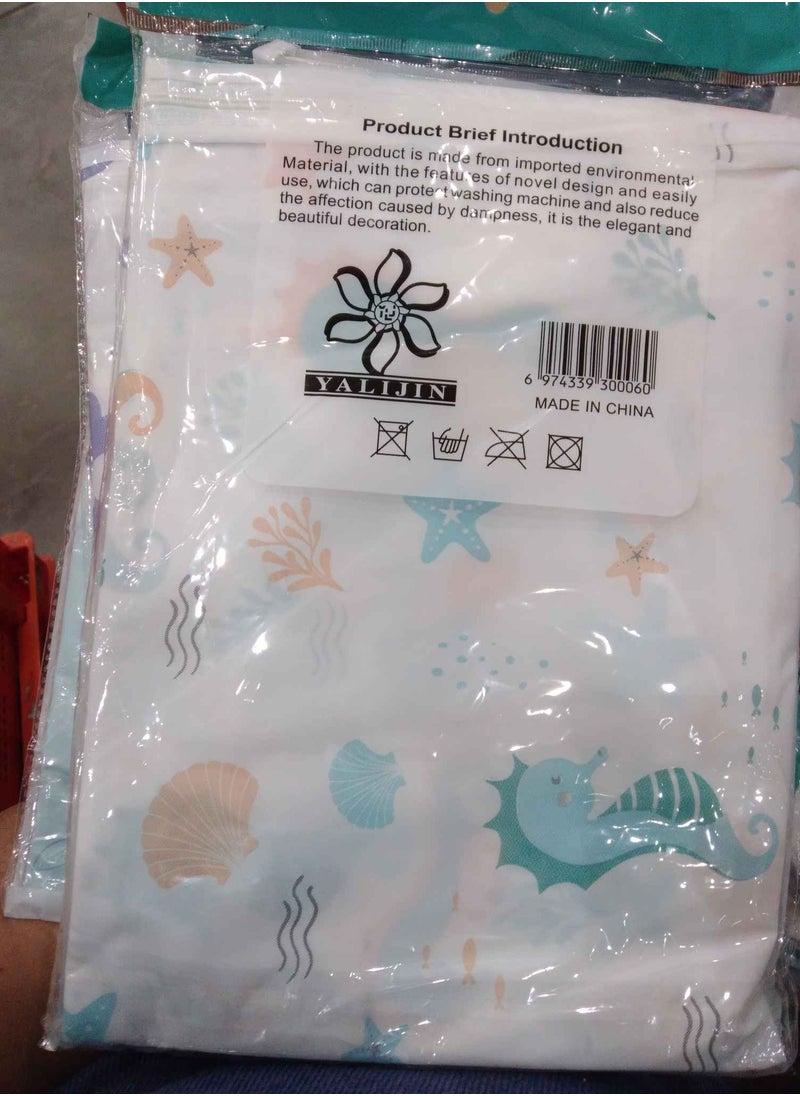 Product Brief Introduction
The product is made from imported environmental
Material, with the features of novel design and easily
use, which can protect washing machine and also reduce
the affection caused by dampness, it is the elegant and
beautiful decoration.
YALIJIN
6 974339 300060
MADE IN CHINA